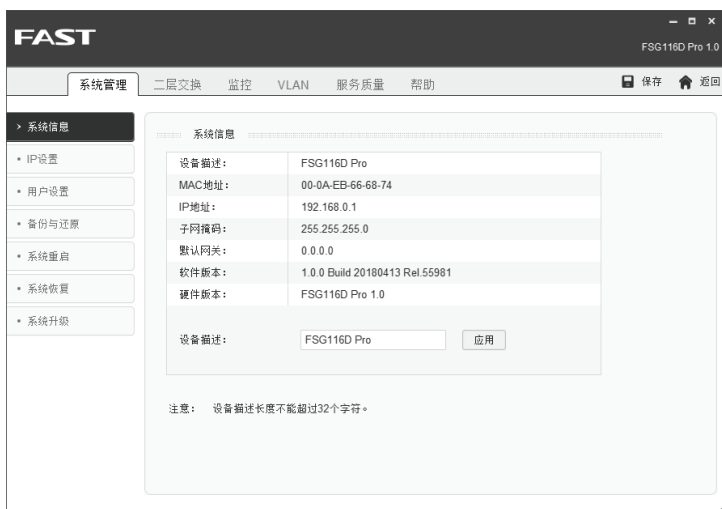 FAST
FSG116D Pro 1.0
系统管理 二层交换 监控 VLAN 服务质量 帮助 保存 返回
系统信息
IP设置
用户设置
备份与还原
系统重启
系统恢复
系统升级
系统信息
设备描述: FSG116D Pro
MAC地址: 00-0A-EB-66-68-74
IP地址: 192.168.0.1
子网掩码: 255.255.255.0
默认网关: 0.0.0.0
软件版本: 1.0.0 Build 20180413 Rel.55981
硬件版本: FSG116D Pro 1.0
设备描述: FSG116D Pro 应用
注意: 设备描述长度不能超过32个字符。